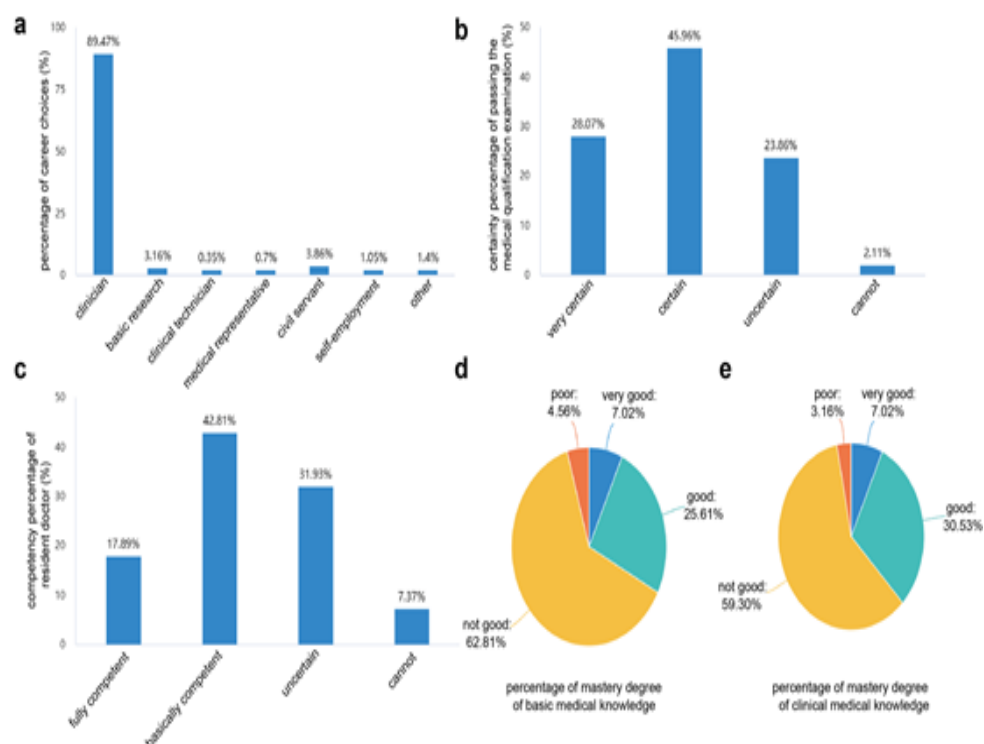 a
percentage of career choices (%)
100
75
50
25
0
89.47%
3.16%
0.35%
0.7%
3.86%
1.05%
1.4%
clinician
basic research
clinical technician
medical representative
civil servant
self-employment
other
b
certainty percentage of passing the
medical qualification examination (%)
50
40
30
20
10
0
28.07%
45.96%
23.86%
2.11%
very certain
certain
uncertain
cannot
c
competency percentage of
resident doctor (%)
50
40
30
20
10
0
17.89%
42.81%
31.93%
7.37%
fully competent
basically competent
uncertain
cannot
d
poor:
4.56%
very good:
7.02%
good:
25.61%
not good:
62.81%
percentage of mastery degree
of basic medical knowledge
e
poor:
3.16%
very good:
7.02%
good:
30.53%
not good:
59.30%
percentage of mastery degree
of clinical medical knowledge